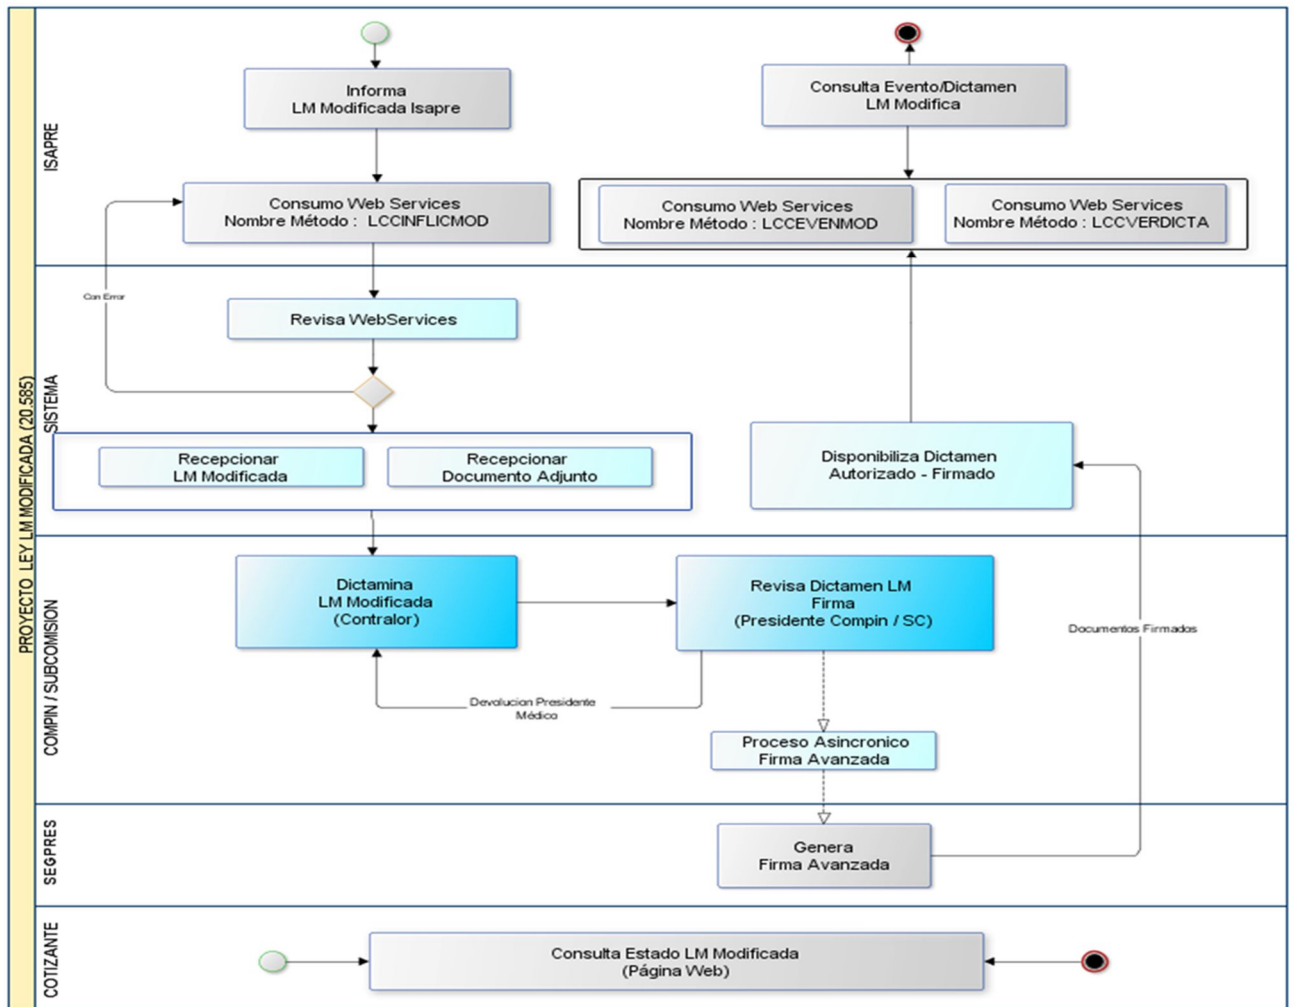 PROYECTO LEY LM MODIFICADA (20.585)
ISAPRE
Informa
LM Modificada Isapre
Consulta Evento/Dictamen
LM Modifica
Consumo Web Services
Nombre Método : LCCINFLICMOD
Consumo Web Services
Nombre Método : LCCEVENMOD
Consumo Web Services
Nombre Método : LCCVERDICTA
SISTEMA
Con Error
Revisa WebServices
Recepcionar
LM Modificada
Recepcionar
Documento Adjunto
Disponibiliza Dictamen
Autorizado - Firmado
COMPIN / SUBCOMISION
Dictamina
LM Modificada
(Contralor)
Revisa Dictamen LM
Firma
(Presidente Compin / SC)
Documentos Firmados
Devolucion Presidente
Médico
Proceso Asincronico
Firma Avanzada
SEGPRES
Genera
Firma Avanzada
COTIZANTE
Consulta Estado LM Modificada
(Página Web)